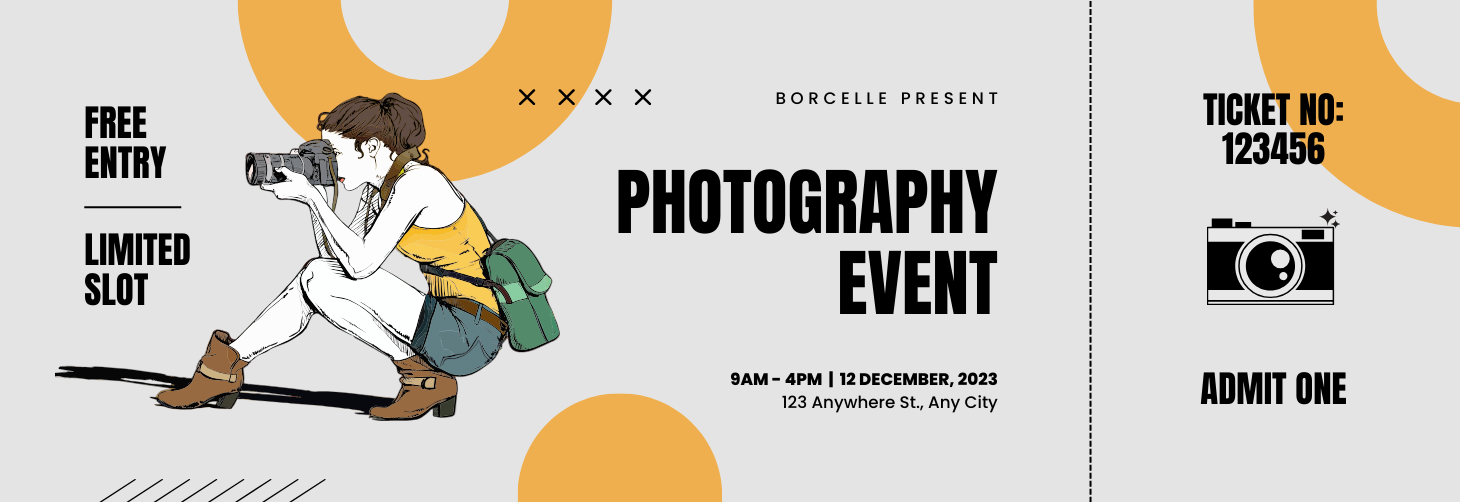 FREE
ENTRY
LIMITED
SLOT
BORCELLE PRESENT
PHOTOGRAPHY
EVENT
9AM - 4PM | 12 DECEMBER, 2023
123 Anywhere St., Any City
TICKET NO:
123456
ADMIT ONE